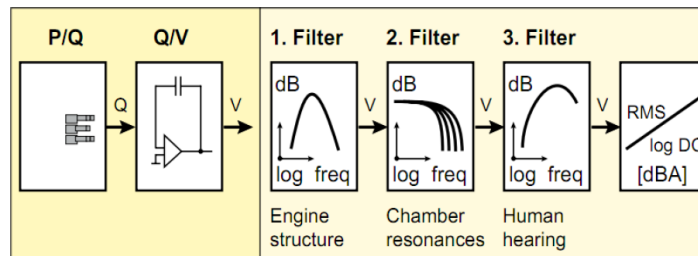 P/Q Q/V 1. Filter 2. Filter 3. Filter
dB dB dB
Q V V V V
RMS
log DC
log freq log freq log freq [dBA]
Engine Chamber Human
structure resonances hearing